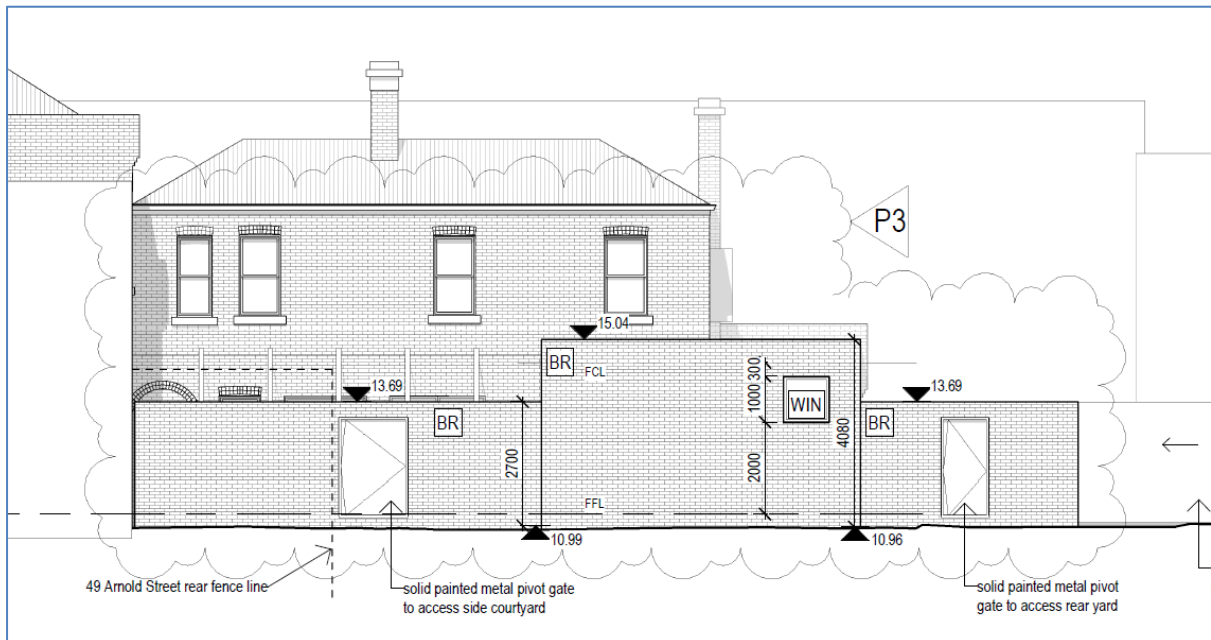 P3
15.04
BR
FCL
300
13.69
13.69
1000
WIN
BR
4080
BR
2700
2000
FFL
10.99
10.96
49 Arnold Street rear fence line
solid painted metal pivot gate
to access side courtyard
solid painted metal pivot
gate to access rear yard